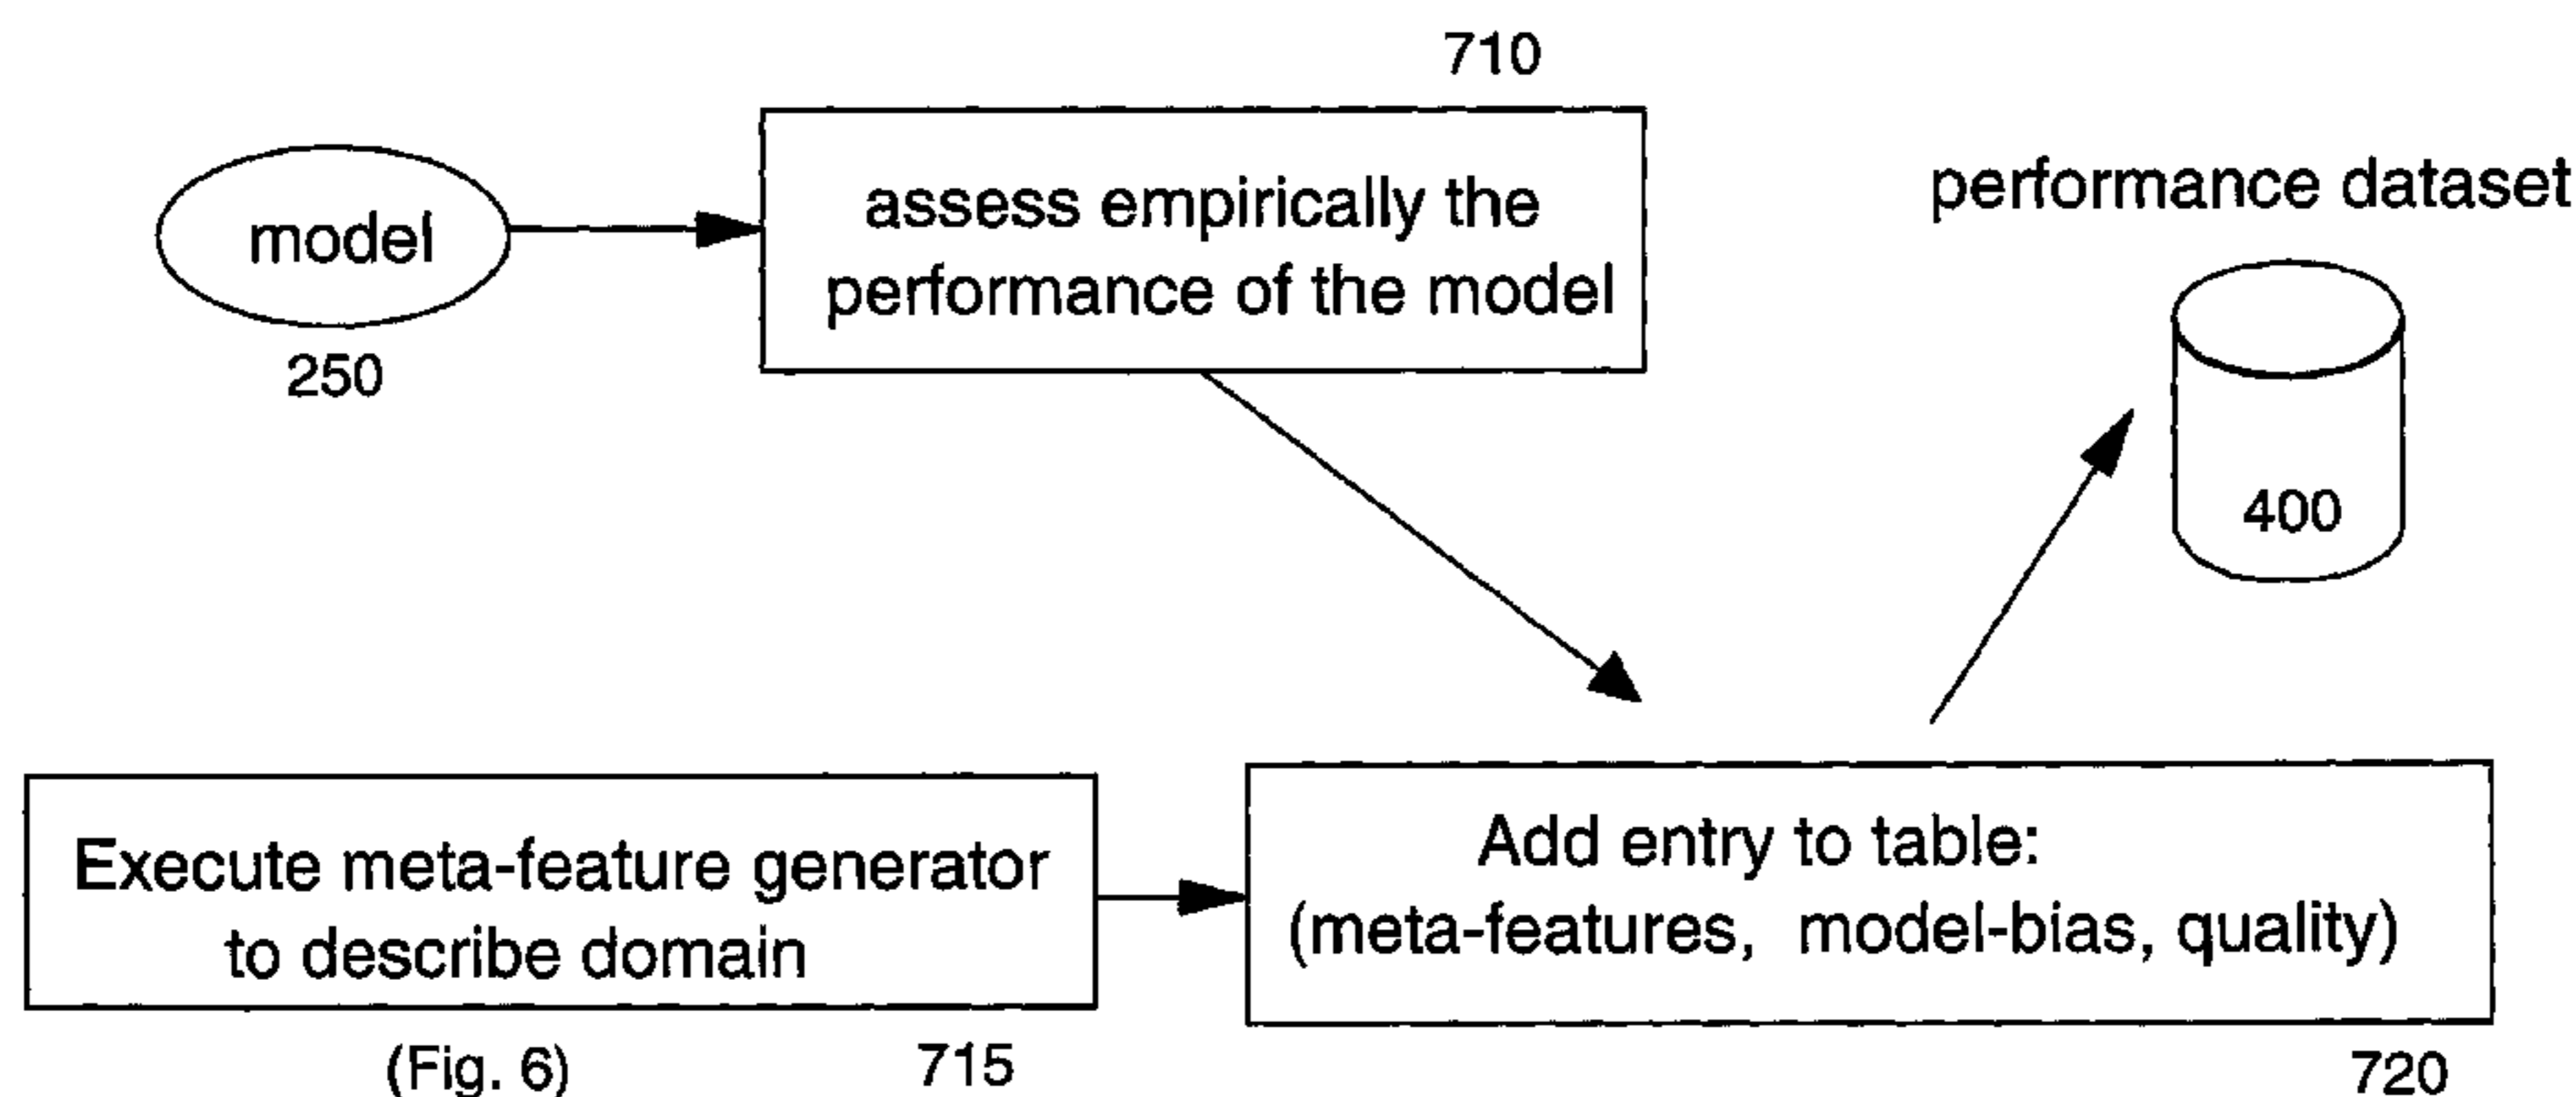 710
model
250
assess empirically the
performance of the model
performance dataset
400
Execute meta-feature generator
to describe domain
(Fig. 6)
715
Add entry to table:
(meta-features, model-bias, quality)
720